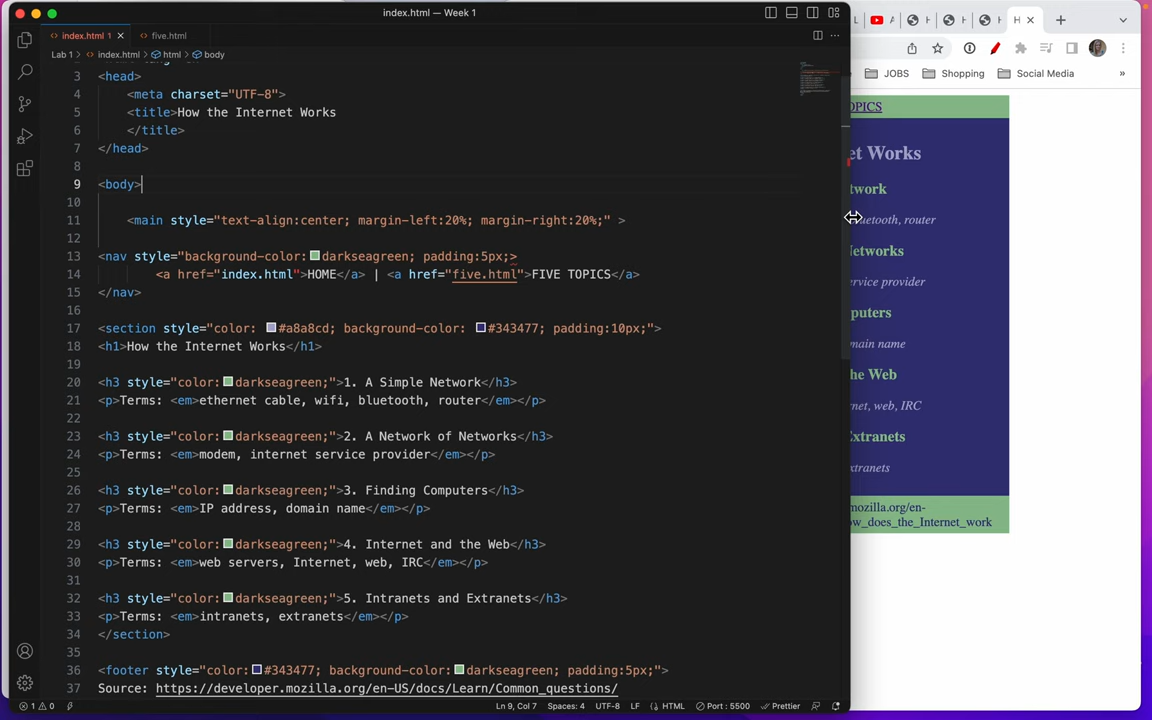 index.html — Week 1
index.html 1
five.html
Lab 1 > index.html > html > body
3 <head>
4 <meta charset="UTF-8">
5 <title>How the Internet Works
6 </title>
7 </head>
8
9 <body>
10
11 <main style="text-align:center; margin-left:20%; margin-right:20%;" >
12
13 <nav style="background-color: darkseagreen; padding:5px;>
14 <a href="index.html">HOME</a> | <a href="five.html">FIVE TOPICS</a>
15 </nav>
16
17 <section style="color: #a8a8cd; background-color: #343477; padding:10px;">
18 <h1>How the Internet Works</h1>
19
20 <h3 style="color: darkseagreen;">1. A Simple Network</h3>
21 <p>Terms: <em>ethernet cable, wifi, bluetooth, router</em></p>
22
23 <h3 style="color: darkseagreen;">2. A Network of Networks</h3>
24 <p>Terms: <em>modem, internet service provider</em></p>
25
26 <h3 style="color: darkseagreen;">3. Finding Computers</h3>
27 <p>Terms: <em>IP address, domain name</em></p>
28
29 <h3 style="color: darkseagreen;">4. Internet and the Web</h3>
30 <p>Terms: <em>web servers, Internet, web, IRC</em></p>
31
32 <h3 style="color: darkseagreen;">5. Intranets and Extranets</h3>
33 <p>Terms: <em>intranets, extranets</em></p>
34 </section>
35
36 <footer style="color: #343477; background-color: darkseagreen; padding:5px;">
37 Source: https://developer.mozilla.org/en-US/docs/Learn/Common_questions/
1 0
Ln 9, Col 7
Spaces: 4
UTF-8
LF
HTML
Port : 5500
Prettier
JOBS
Shopping
Social Media
»
OPICS
et Works
twork
uetooth, router
Networks
ervice provider
puters
main name
he Web
rnet, web, IRC
Extranets
xtranets
mozilla.org/en-
ow_does_the_Internet_work